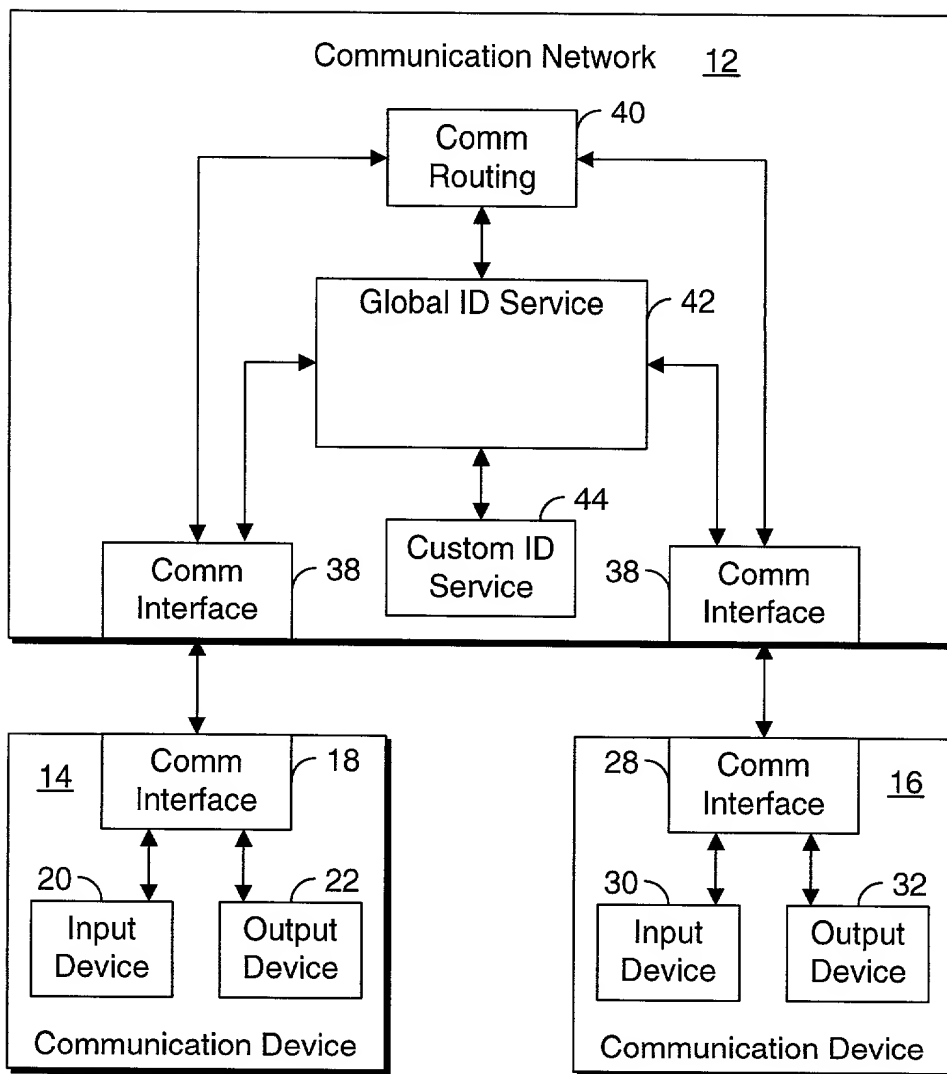 Communication Network 12
40
Comm
Routing
Global ID Service
42
44
Custom ID
Service
Comm
Interface
38
38
Comm
Interface
14
Comm
Interface
18
28
Comm
Interface
16
20
22
Input
Device
Output
Device
Communication Device
30
32
Input
Device
Output
Device
Communication Device